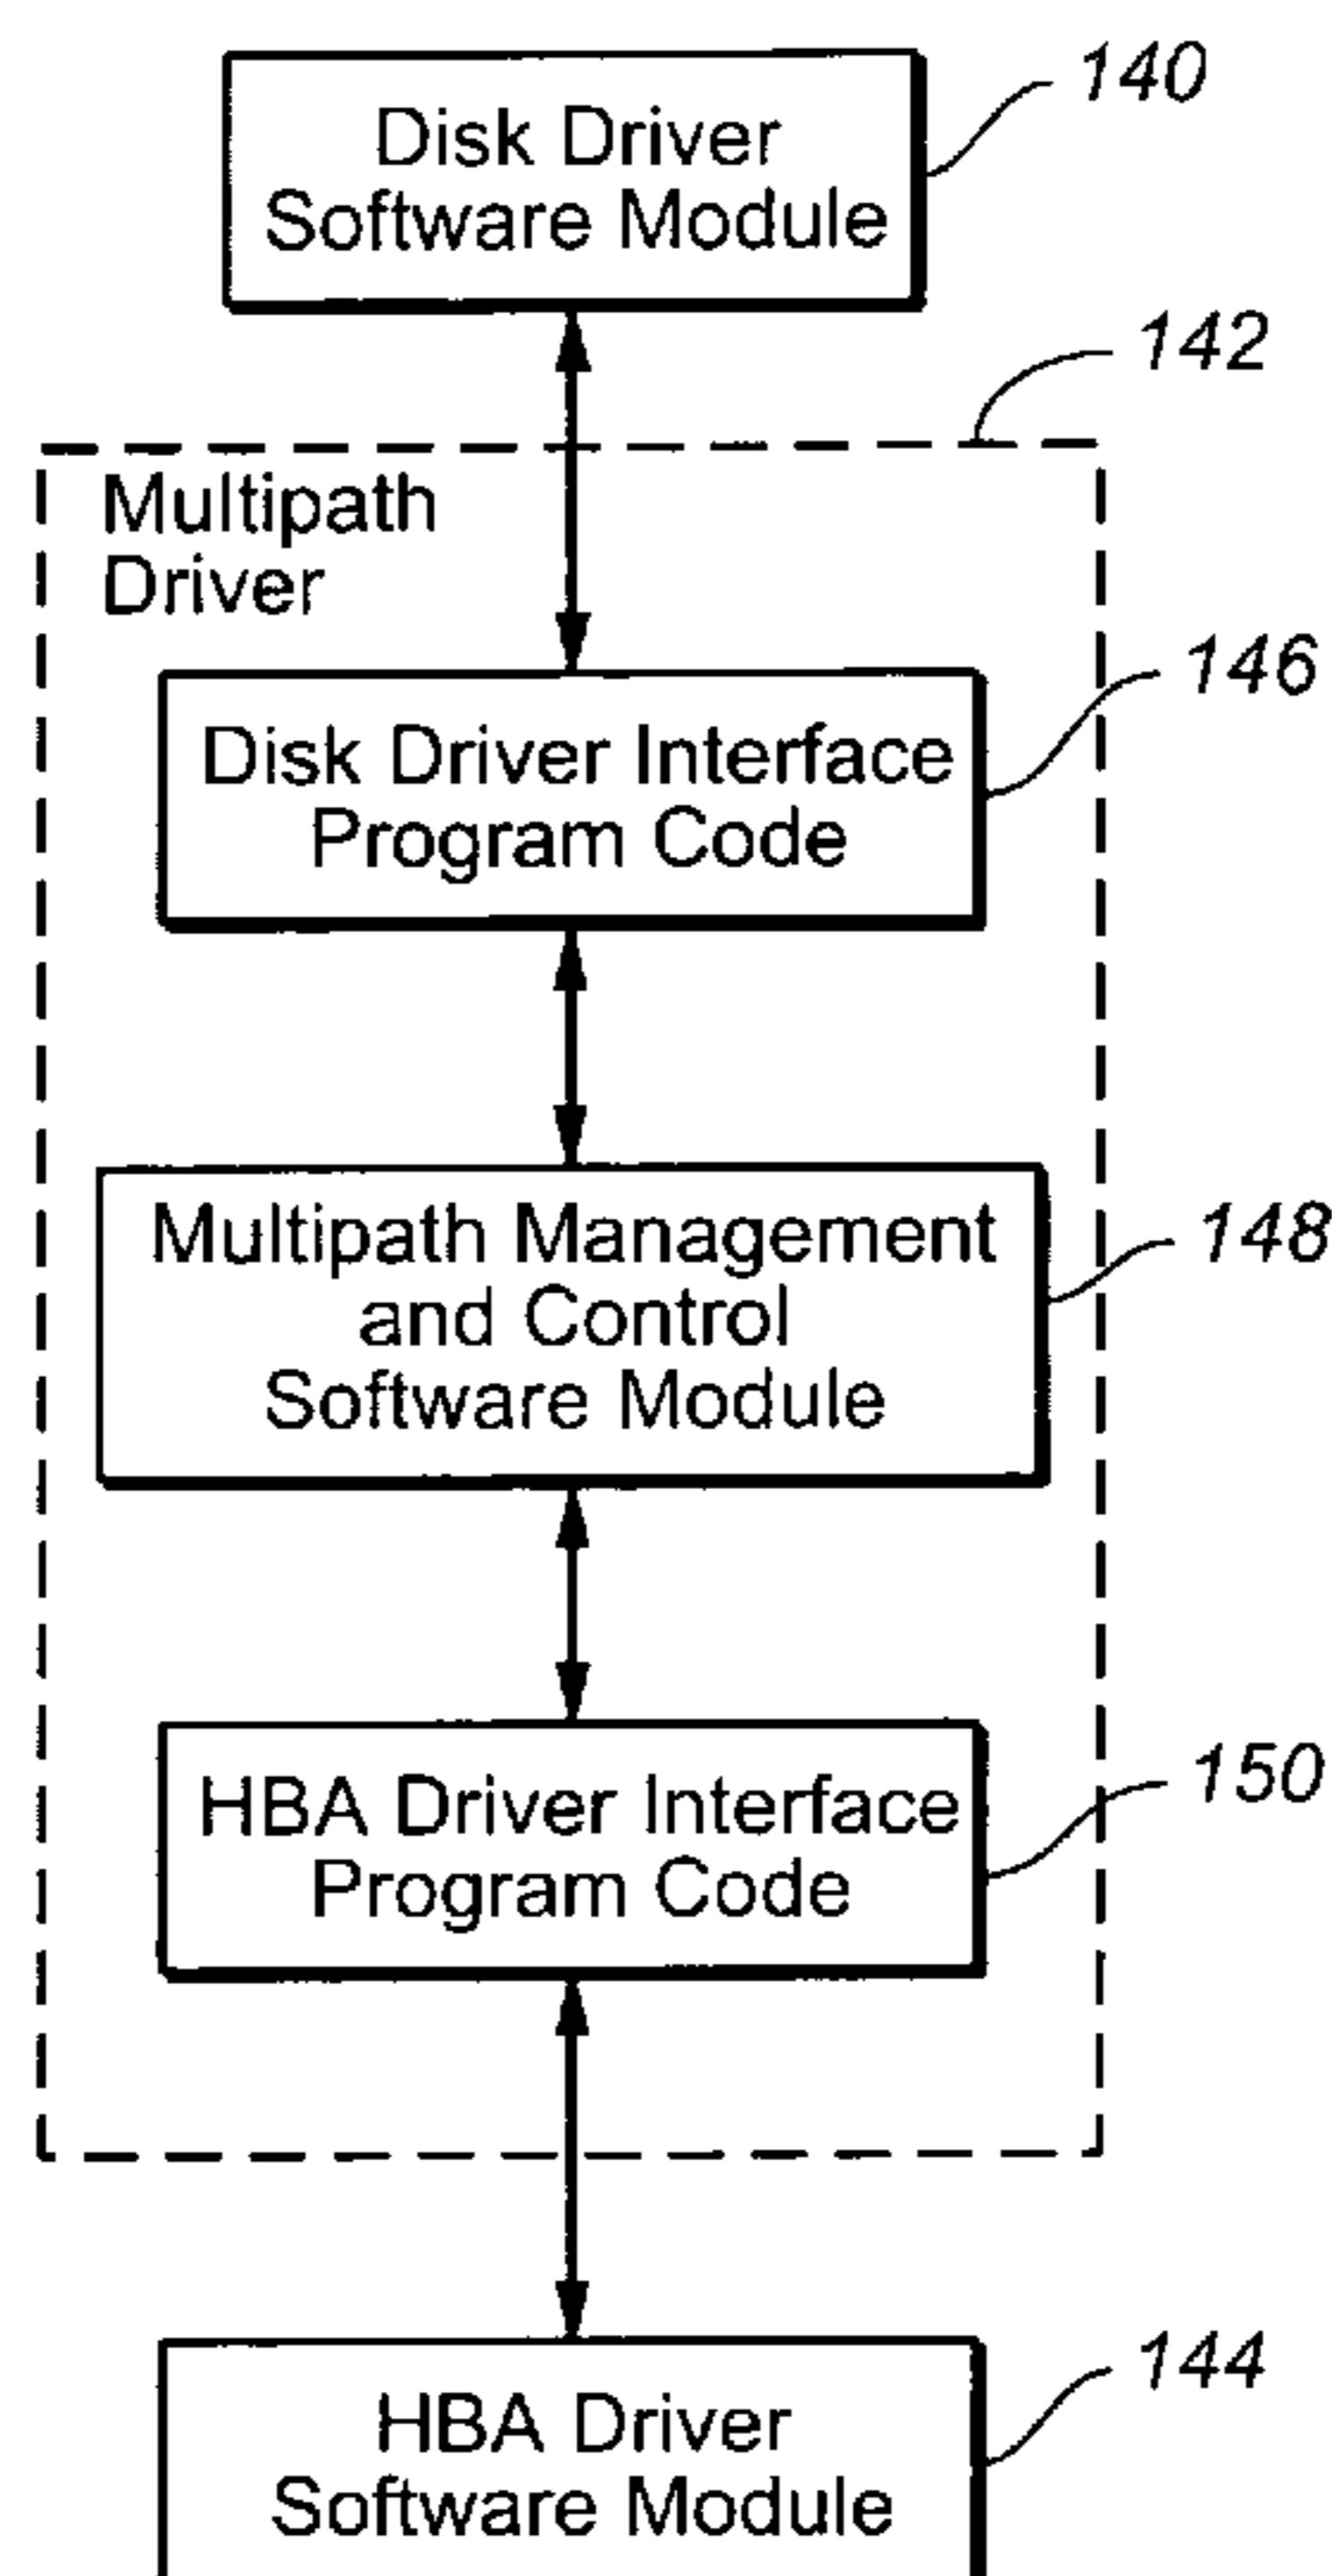 Disk Driver
Software Module
140
142
Multipath
Driver
146
Disk Driver Interface
Program Code
Multipath Management
and Control
Software Module
148
HBA Driver Interface
Program Code
150
HBA Driver
Software Module
144